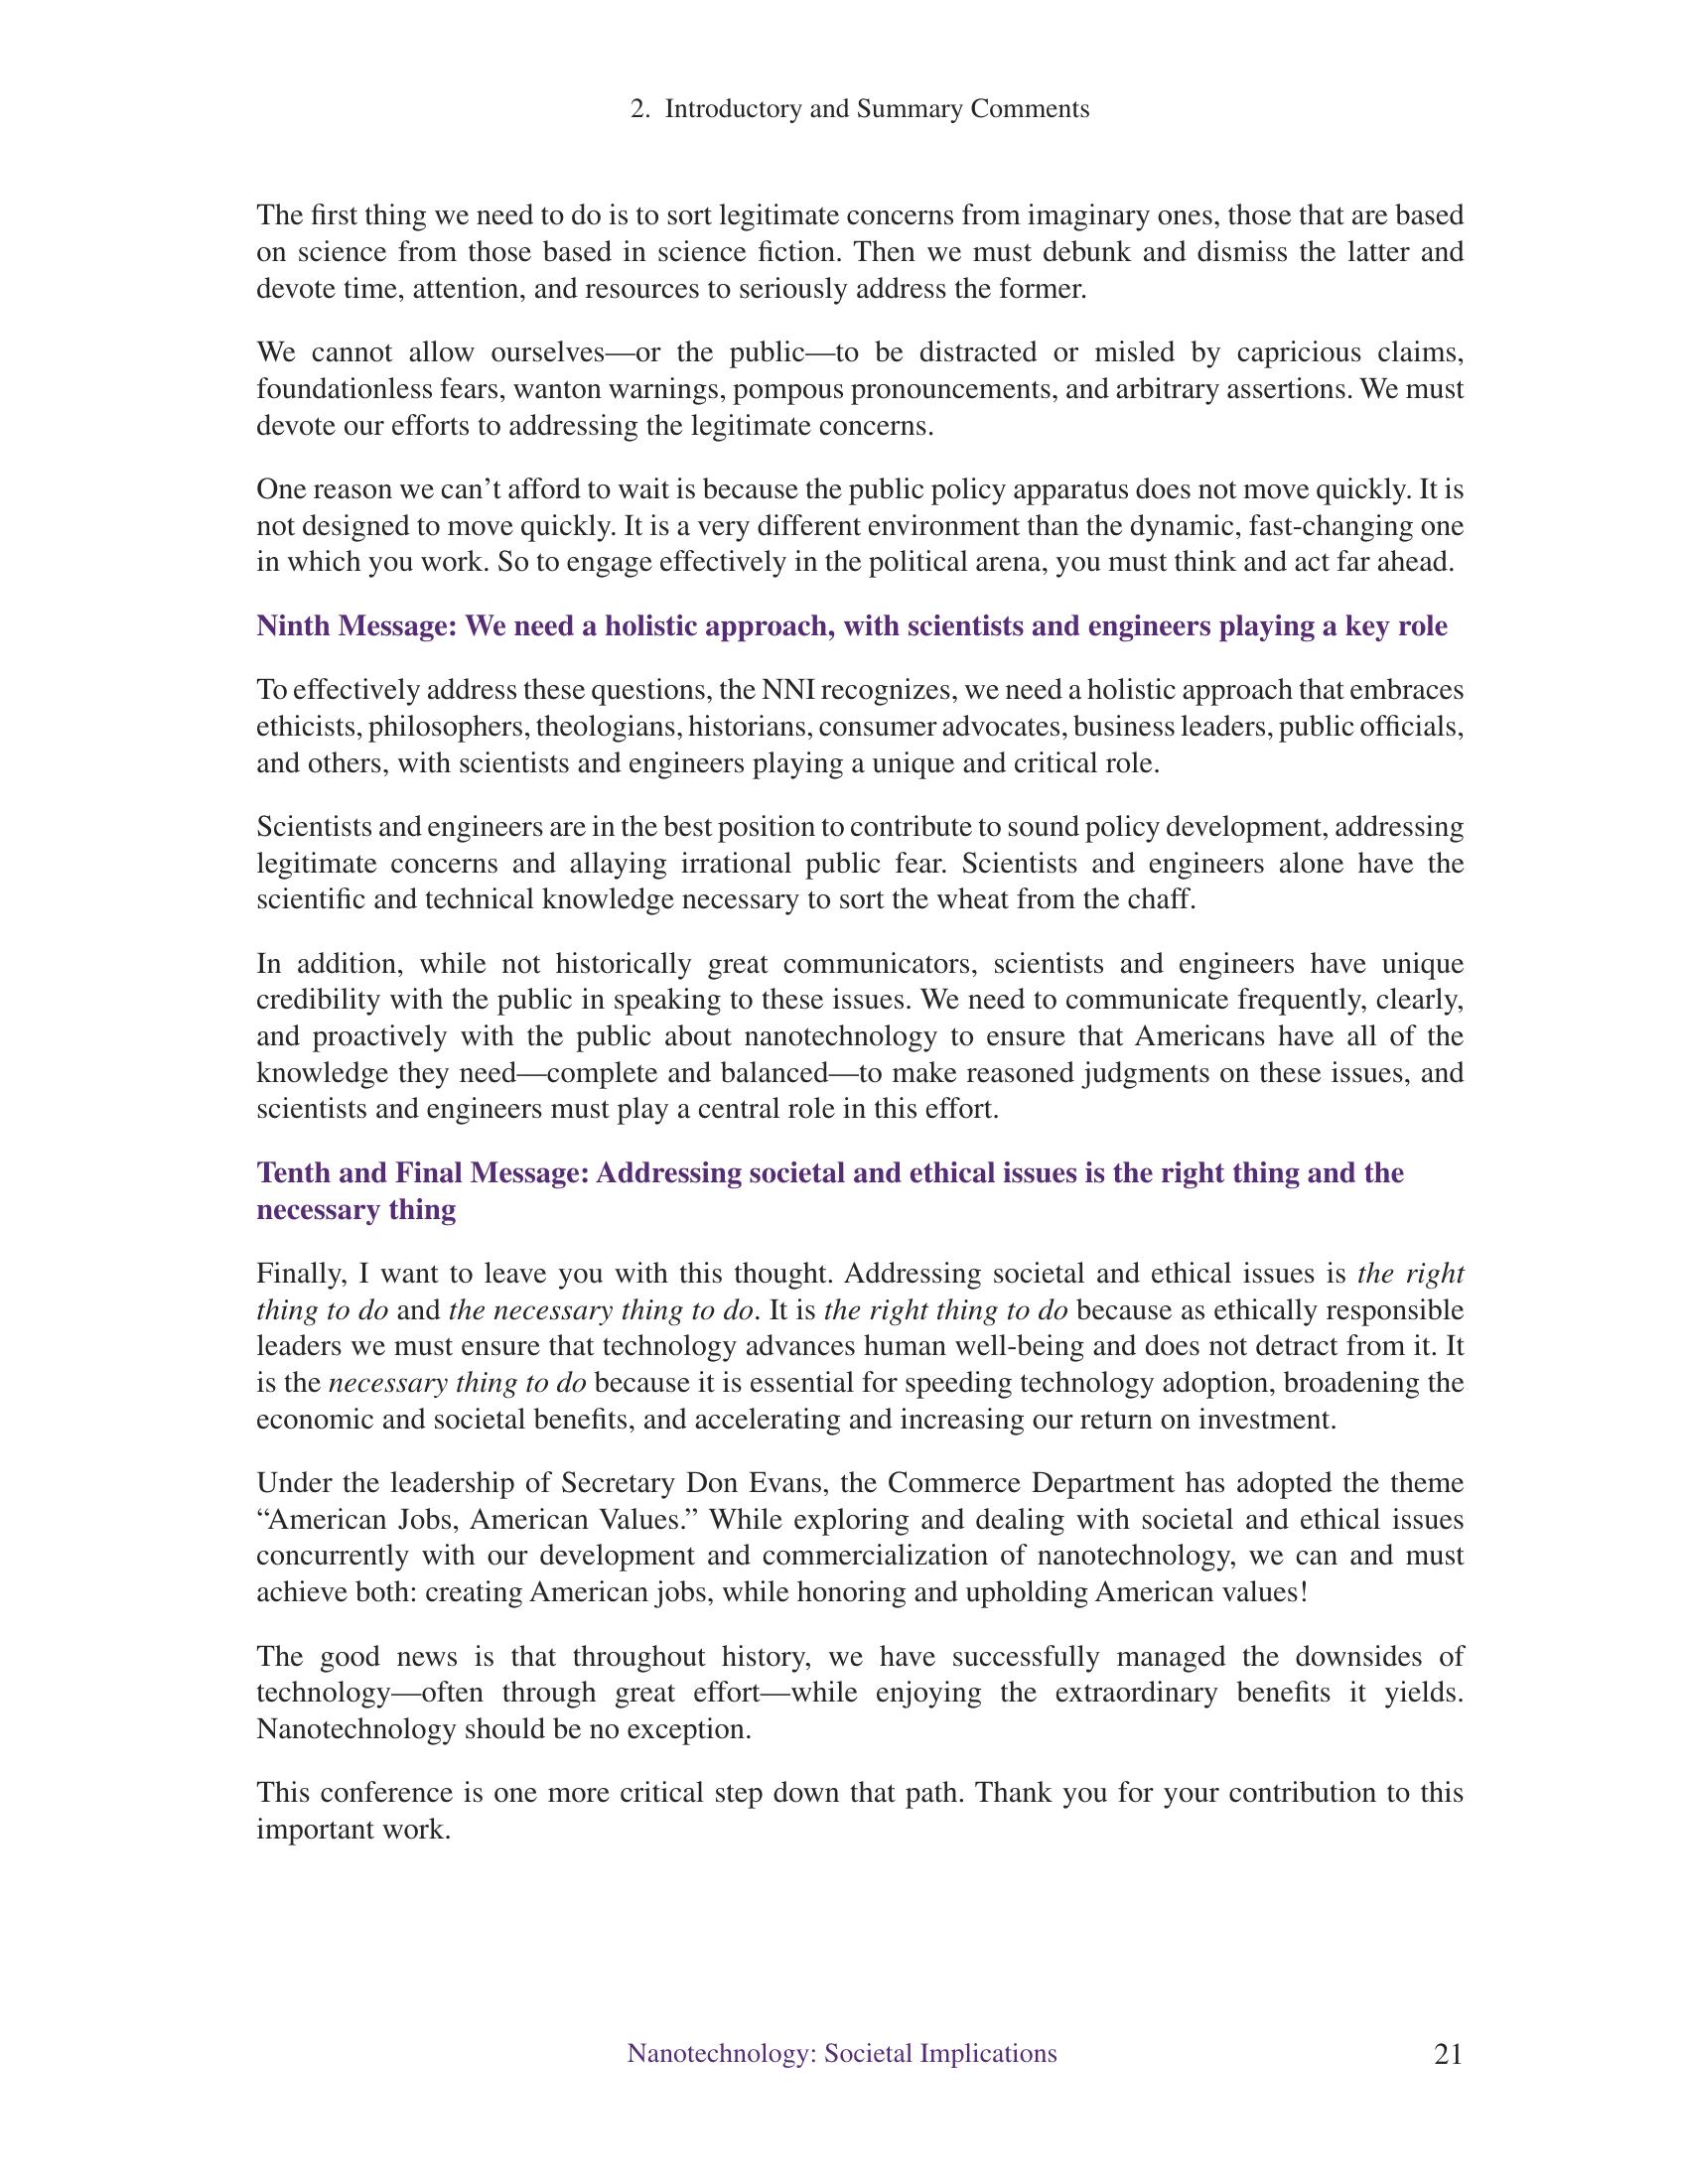 2. Introductory and Summary Comments
The first thing we need to do is to sort legitimate concerns from imaginary ones, those that are based
on science from those based in science fiction. Then we must debunk and dismiss the latter and
devote time, attention, and resources to seriously address the former.
We cannot allow ourselves—or the public—to be distracted or misled by capricious claims,
foundationless fears, wanton warnings, pompous pronouncements, and arbitrary assertions. We must
devote our efforts to addressing the legitimate concerns.
One reason we can’t afford to wait is because the public policy apparatus does not move quickly. It is
not designed to move quickly. It is a very different environment than the dynamic, fast-changing one
in which you work. So to engage effectively in the political arena, you must think and act far ahead.
Ninth Message: We need a holistic approach, with scientists and engineers playing a key role
To effectively address these questions, the NNI recognizes, we need a holistic approach that embraces
ethicists, philosophers, theologians, historians, consumer advocates, business leaders, public officials,
and others, with scientists and engineers playing a unique and critical role.
Scientists and engineers are in the best position to contribute to sound policy development, addressing
legitimate concerns and allaying irrational public fear. Scientists and engineers alone have the
scientific and technical knowledge necessary to sort the wheat from the chaff.
In addition, while not historically great communicators, scientists and engineers have unique
credibility with the public in speaking to these issues. We need to communicate frequently, clearly,
and proactively with the public about nanotechnology to ensure that Americans have all of the
knowledge they need—complete and balanced—to make reasoned judgments on these issues, and
scientists and engineers must play a central role in this effort.
Tenth and Final Message: Addressing societal and ethical issues is the right thing and the
necessary thing
Finally, I want to leave you with this thought. Addressing societal and ethical issues is the right
thing to do and the necessary thing to do. It is the right thing to do because as ethically responsible
leaders we must ensure that technology advances human well-being and does not detract from it. It
is the necessary thing to do because it is essential for speeding technology adoption, broadening the
economic and societal benefits, and accelerating and increasing our return on investment.
Under the leadership of Secretary Don Evans, the Commerce Department has adopted the theme
“American Jobs, American Values.” While exploring and dealing with societal and ethical issues
concurrently with our development and commercialization of nanotechnology, we can and must
achieve both: creating American jobs, while honoring and upholding American values!
The good news is that throughout history, we have successfully managed the downsides of
technology—often through great effort—while enjoying the extraordinary benefits it yields.
Nanotechnology should be no exception.
This conference is one more critical step down that path. Thank you for your contribution to this
important work.
Nanotechnology: Societal Implications 21